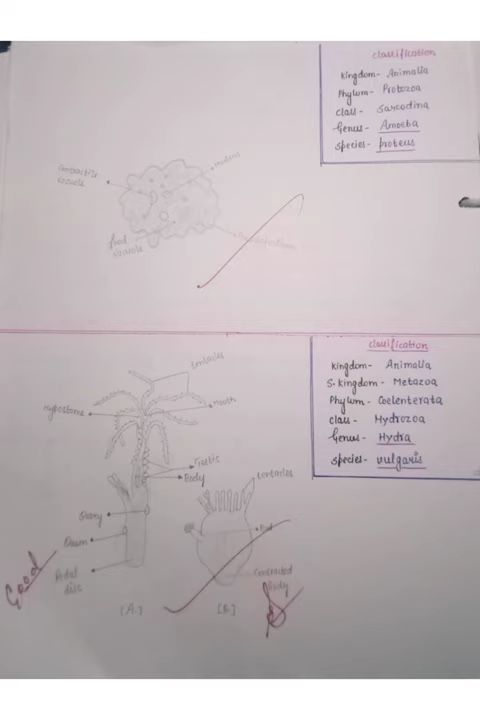 classification
Kingdom- Animalia
Phylum- Protozoa
Class- Sarcodina
Genus- Amoeba
species- proteus
contractile
vacuole
food
vacuole
classification
Kingdom- Animalia
S. Kingdom- Metazoa
Phylum- Coelenterata
class- Hydrozoa
Genus- Hydra
species- vulgaris
tentacles
Hypostome
Mouth
Testis
Body
Ovary
Ovum
disc
(A.)
tentacles
Bud
Contracted
Body
(B.)
Good